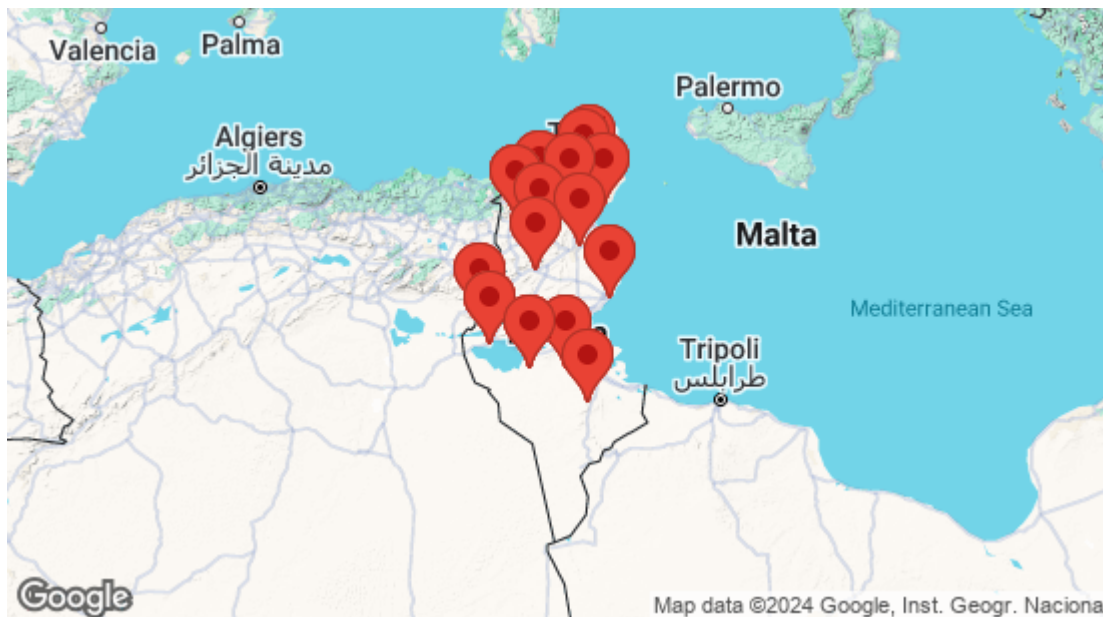 Valencia
Palma
Palermo
Algiers
مدينة الجزائر
Malta
Mediterranean Sea
Tripoli
طرابلس
Google
Map data ©2024 Google, Inst. Geogr. Naciona